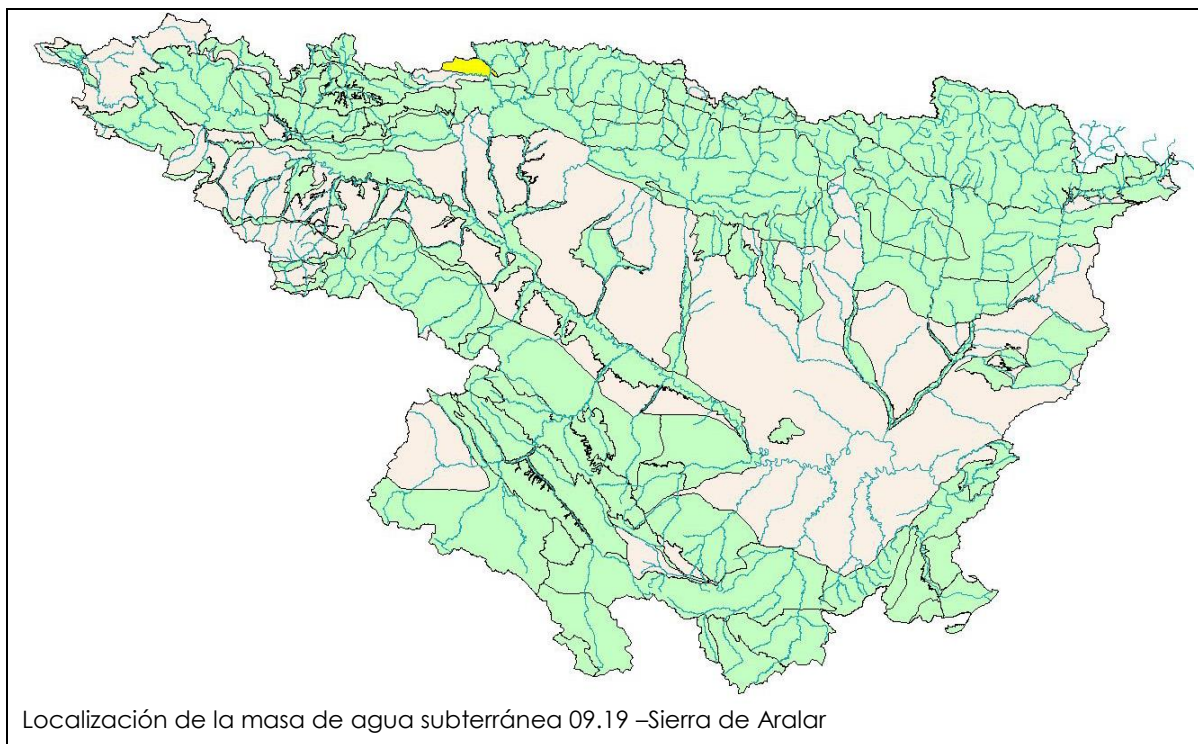 Localización de la masa de agua subterránea 09.19 –Sierra de Aralar